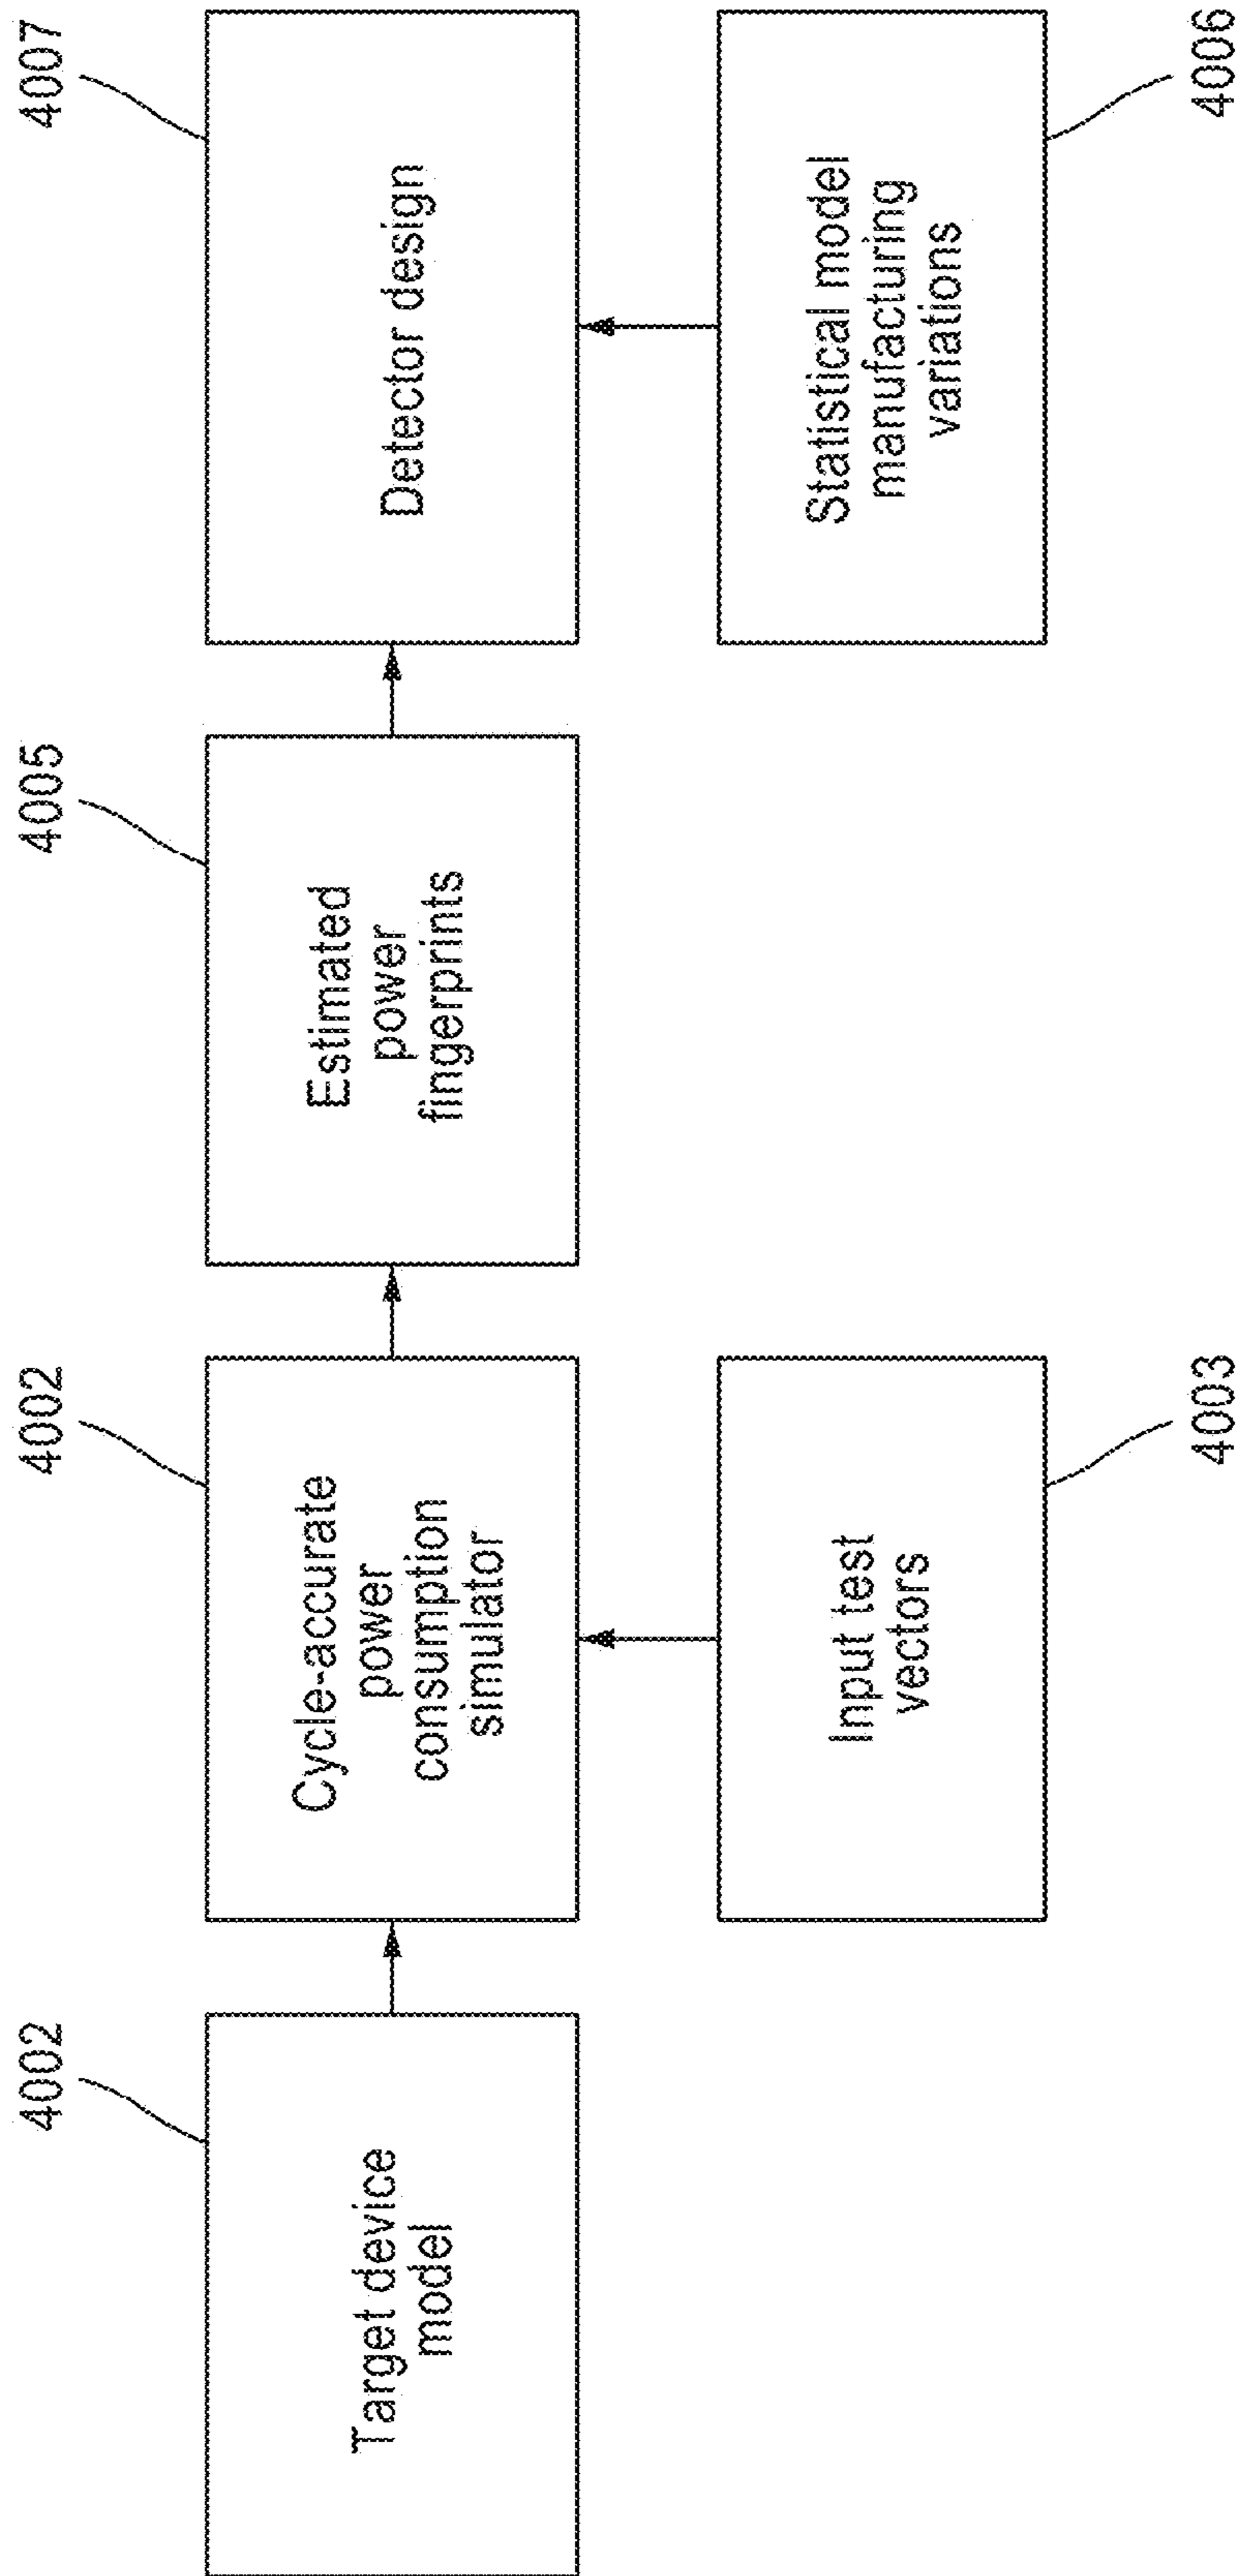 4002
Target device
model
4002
Cycle-accurate
power
consumption
simulator
Input test
vectors
4003
4005
Estimated
power
fingerprints
4007
Detector design
Statistical model
manufacturing
variations
4006